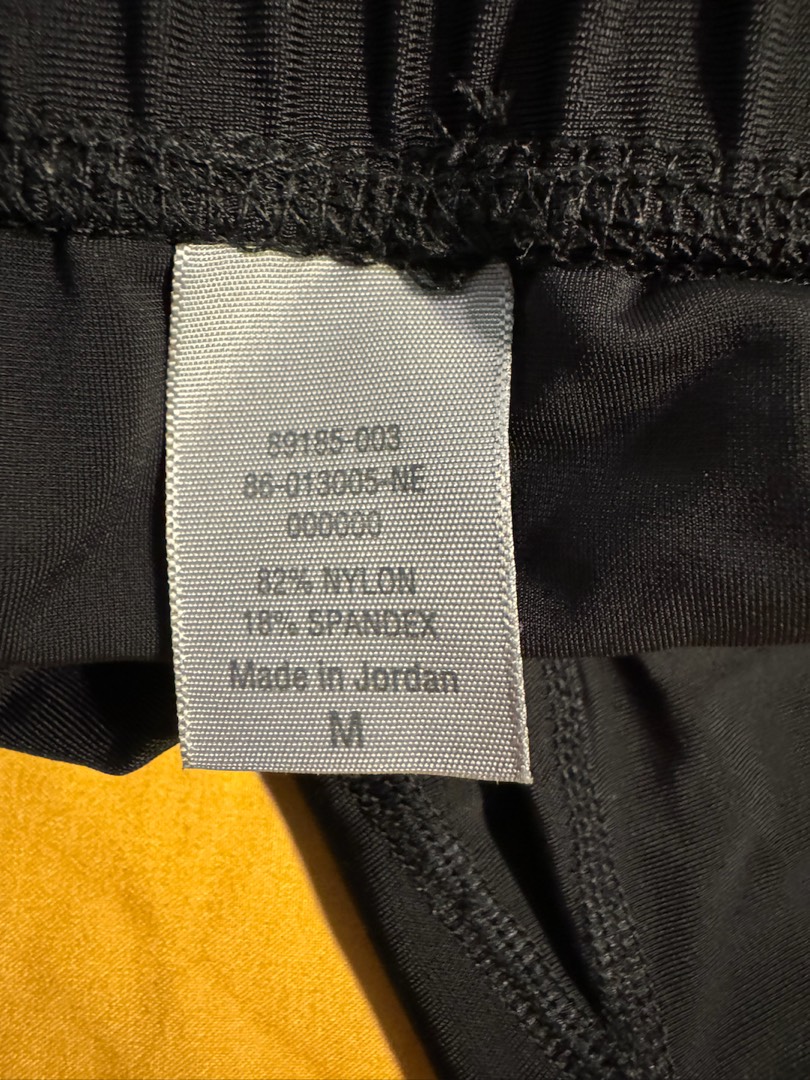 89185-003
86-013005-NE
000000
82% NYLON
18% SPANDEX
Made in Jordan
M